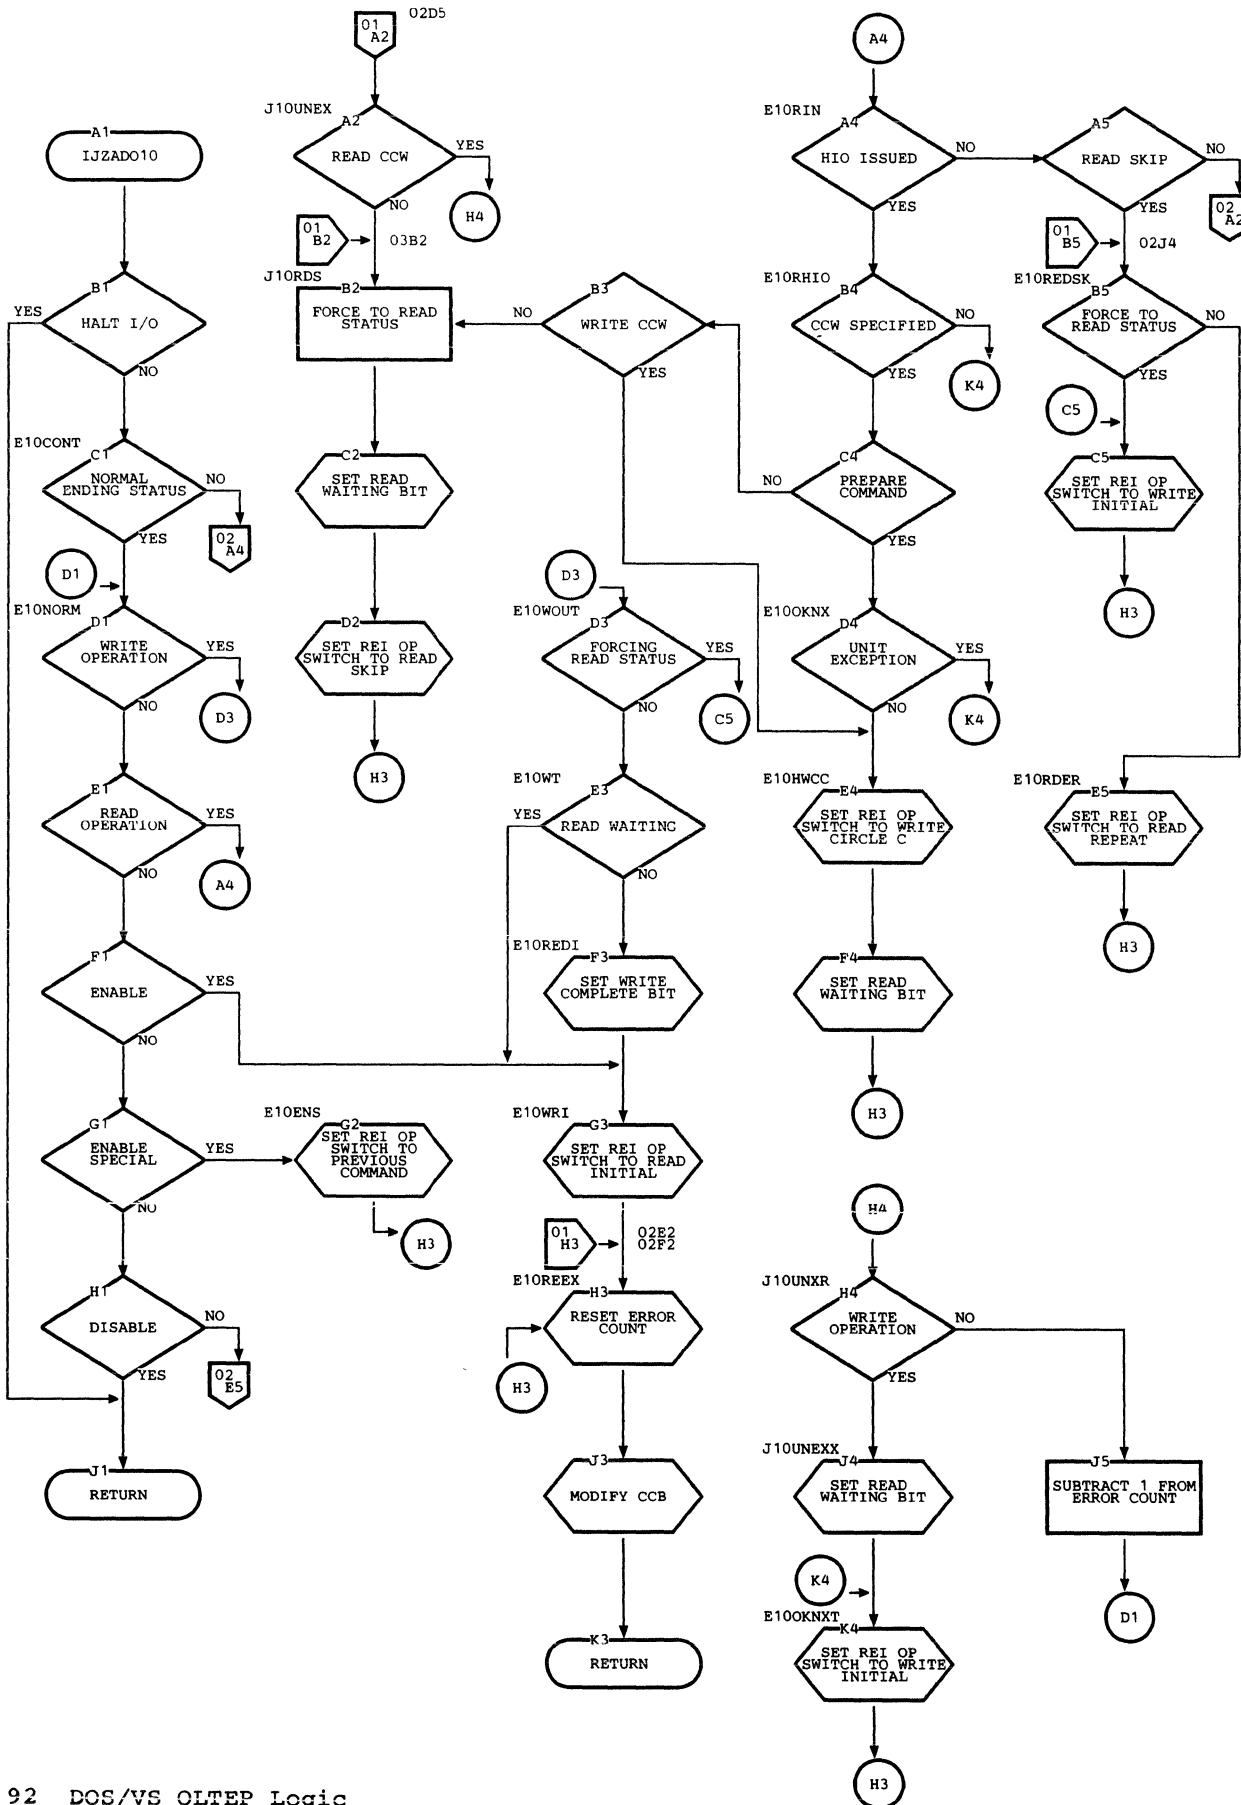 01
A2
02D5
A4
J10UNEX
A2
READ CCW
YES
NO
H4
E10RIN
A4
HIO ISSUED
NO
YES
A5
READ SKIP
NO
YES
02
A2
A1
IJZADO10
01
B2
03B2
01
B5
02J4
B1
YES
HALT I/O
NO
J10RDS
B2
FORCE TO READ
STATUS
B3
NO
WRITE CCW
YES
E10RHIO
B4
CCW SPECIFIED
NO
YES
K4
E10REDSK
B5
FORCE TO
READ STATUS
NO
YES
C5
E10CONT
C1
NORMAL
ENDING STATUS
NO
YES
02
A4
C2
SET READ
WAITING BIT
C4
NO
PREPARE
COMMAND
YES
C5
SET REI OP
SWITCH TO WRITE
INITIAL
H3
D1
E10NORM
D1
WRITE
OPERATION
YES
NO
D3
D2
SET REI OP
SWITCH TO READ
SKIP
H3
D3
E10WOUT
D3
FORCING
READ STATUS
YES
NO
C5
E10OKNX
D4
UNIT
EXCEPTION
YES
NO
K4
E1
READ
OPERATION
YES
NO
A4
E10WT
E3
YES
READ WAITING
NO
E10HWCC
E4
SET REI OP
SWITCH TO WRITE
CIRCLE C
E10RDER
E5
SET REI OP
SWITCH TO READ
REPEAT
H3
F1
ENABLE
YES
NO
E10REDI
F3
SET WRITE
COMPLETE BIT
F4
SET READ
WAITING BIT
H3
G1
ENABLE
SPECIAL
YES
NO
E10ENS
G2
SET REI OP
SWITCH TO
PREVIOUS
COMMAND
H3
E10WRI
G3
SET REI OP
SWITCH TO READ
INITIAL
01
H3
02E2
02F2
H4
H1
DISABLE
NO
YES
02
E5
E10REEX
H3
RESET ERROR
COUNT
H3
J10UNXR
H4
WRITE
OPERATION
NO
YES
J1
RETURN
J3
MODIFY CCB
J10UNEXX
J4
SET READ
WAITING BIT
J5
SUBTRACT 1 FROM
ERROR COUNT
D1
K4
K3
RETURN
E10OKNXT
K4
SET REI OP
SWITCH TO WRITE
INITIAL
H3
92 DOS/VS OLTEP Logic